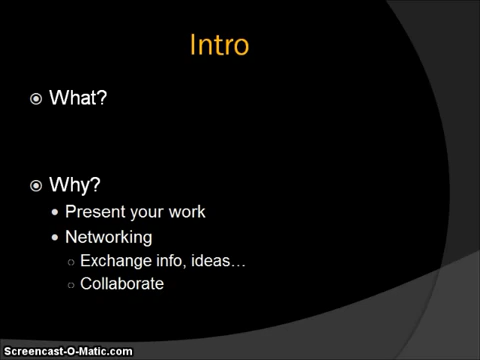 Intro
What?
Why?
Present your work
Networking
Exchange info, ideas…
Collaborate
Screencast-O-Matic.com